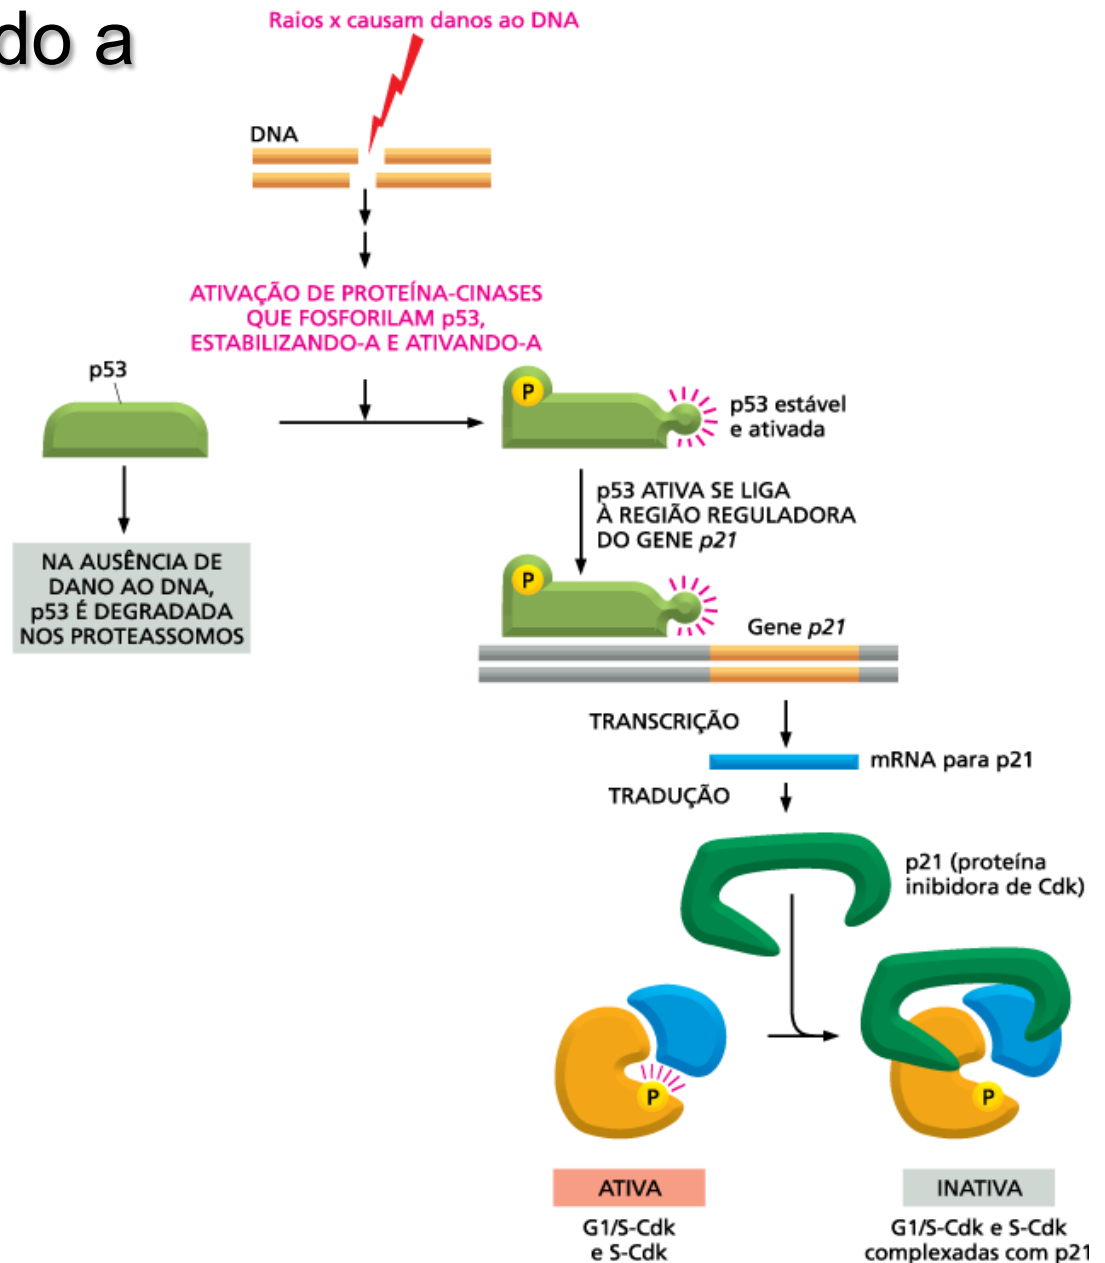 do a
Raios x causam danos ao DNA
DNA
ATIVAÇÃO DE PROTEÍNA-CINASES
QUE FOSFORILAM p53,
ESTABILIZANDO-A E ATIVANDO-A
p53
P
p53 estável
e ativada
NA AUSÊNCIA DE
DANO AO DNA,
p53 É DEGRADADA
NOS PROTEASSOMOS
p53 ATIVA SE LIGA
À REGIÃO REGULADORA
DO GENE p21
P
Gene p21
TRANSCRIÇÃO
mRNA para p21
TRADUÇÃO
p21 (proteína
inibidora de Cdk)
P
P
ATIVA
G1/S-Cdk
e S-Cdk
INATIVA
G1/S-Cdk e S-Cdk
complexadas com p21